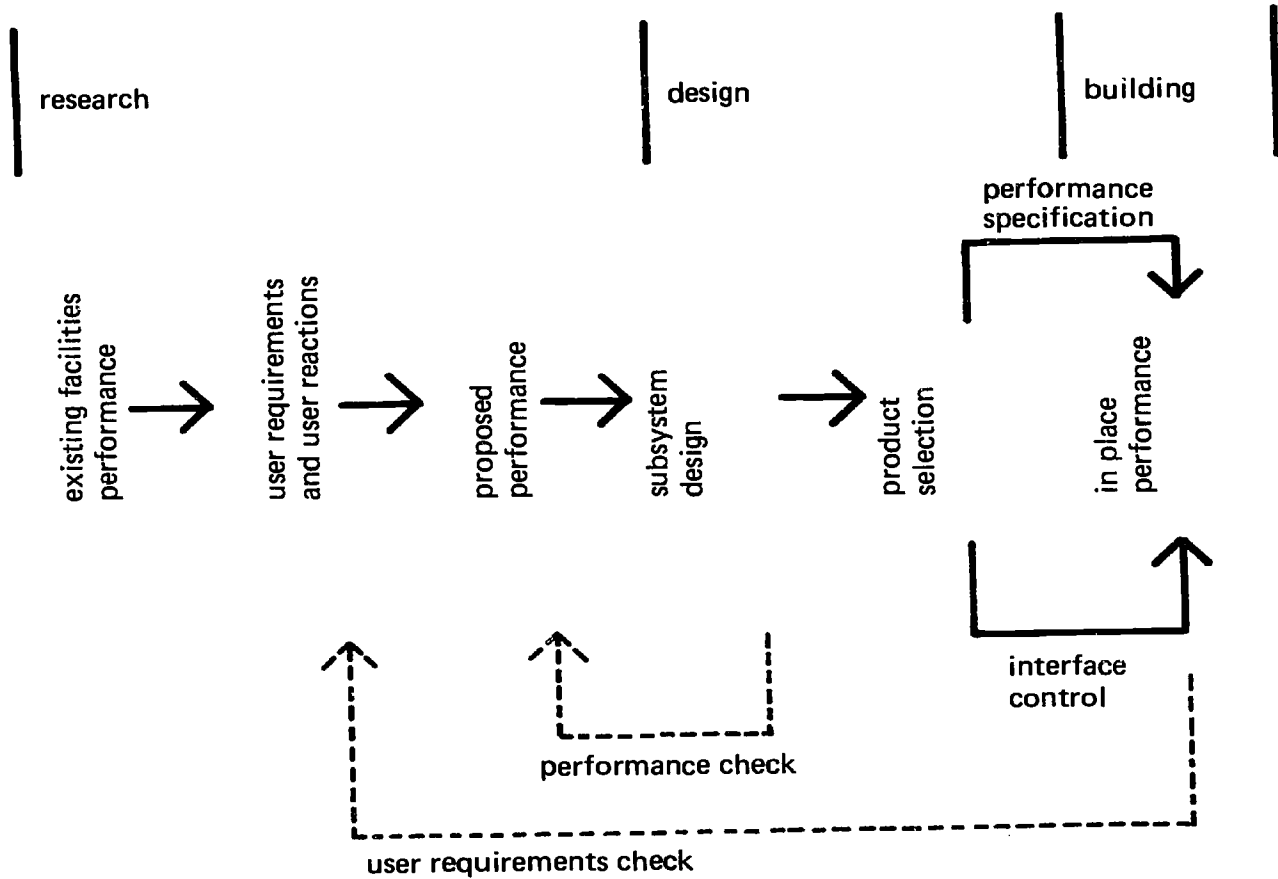 research
design
building
performance
specification
existing facilities
performance
user requirements
and user reactions
proposed
performance
subsystem
design
product
selection
in place
performance
interface
control
performance check
user requirements check